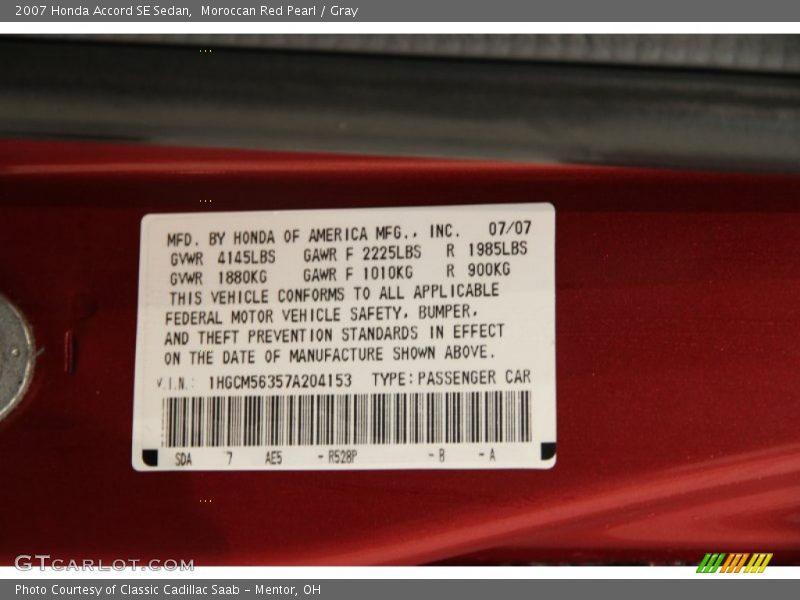 2007 Honda Accord SE Sedan,  Moroccan Red Pearl / Gray
MFD. BY HONDA OF AMERICA MFG., INC. 07/07
GVWR 4145LBS GAWR F 2225LBS R 1985LBS
GVWR 1880KG GAWR F 1010KG R 900KG
THIS VEHICLE CONFORMS TO ALL APPLICABLE
FEDERAL MOTOR VEHICLE SAFETY, BUMPER,
AND THEFT PREVENTION STANDARDS IN EFFECT
ON THE DATE OF MANUFACTURE SHOWN ABOVE.
V.I.N.: 1HGCM56357A204153 TYPE: PASSENGER CAR
SDA 7 AE5 - R528P - B - A
GTCARLOT.COM
Photo Courtesy of Classic Cadillac Saab - Mentor, OH